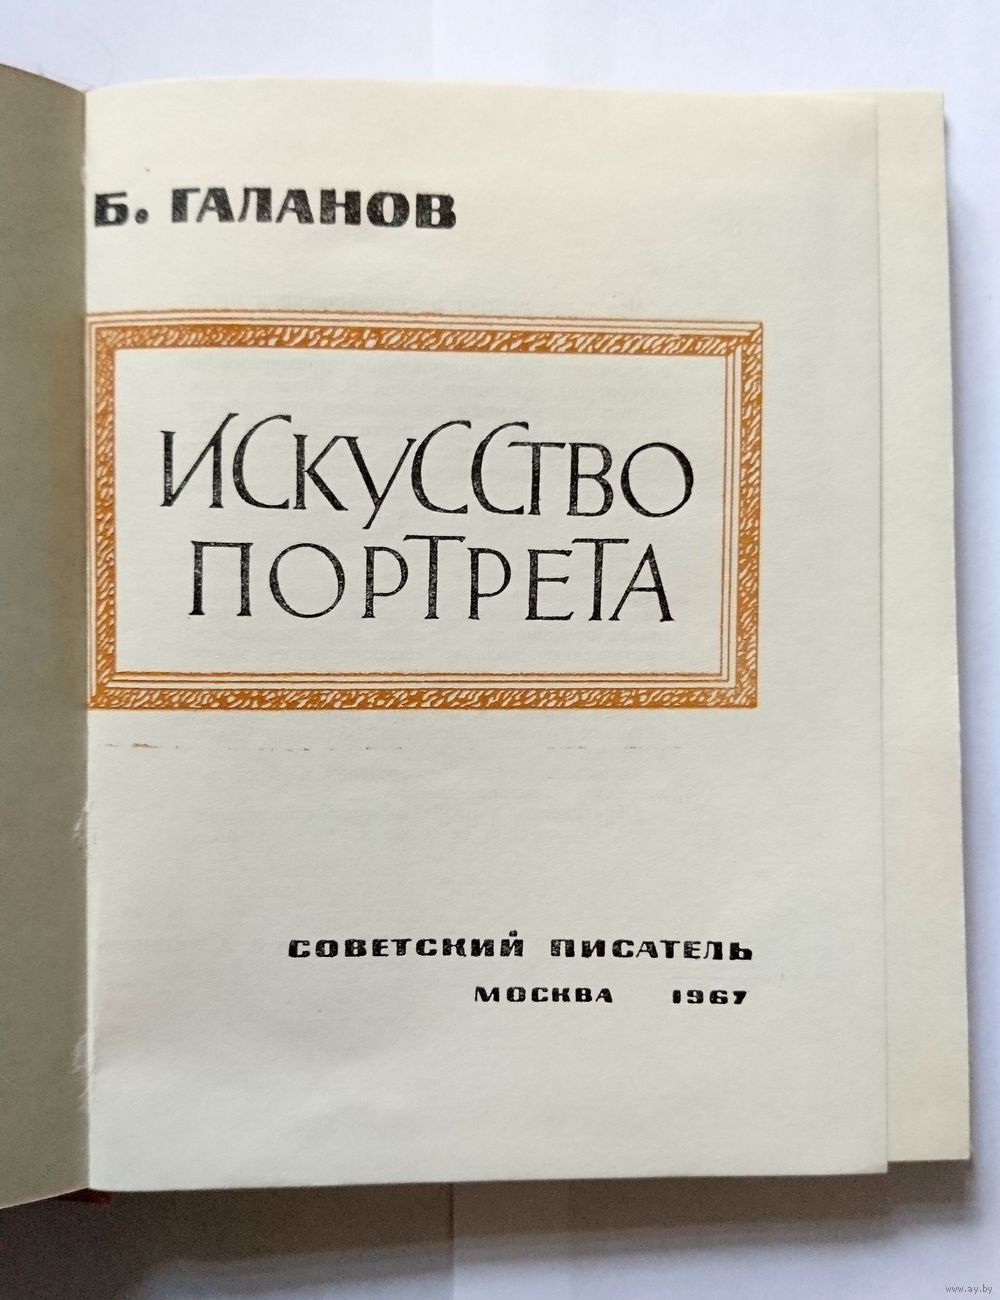 Б. ГАЛАНОВ
ИСКУССТВО
ПОРТРЕТА
СОВЕТСКИЙ ПИСАТЕЛЬ
МОСКВА 1967
www.ay.by